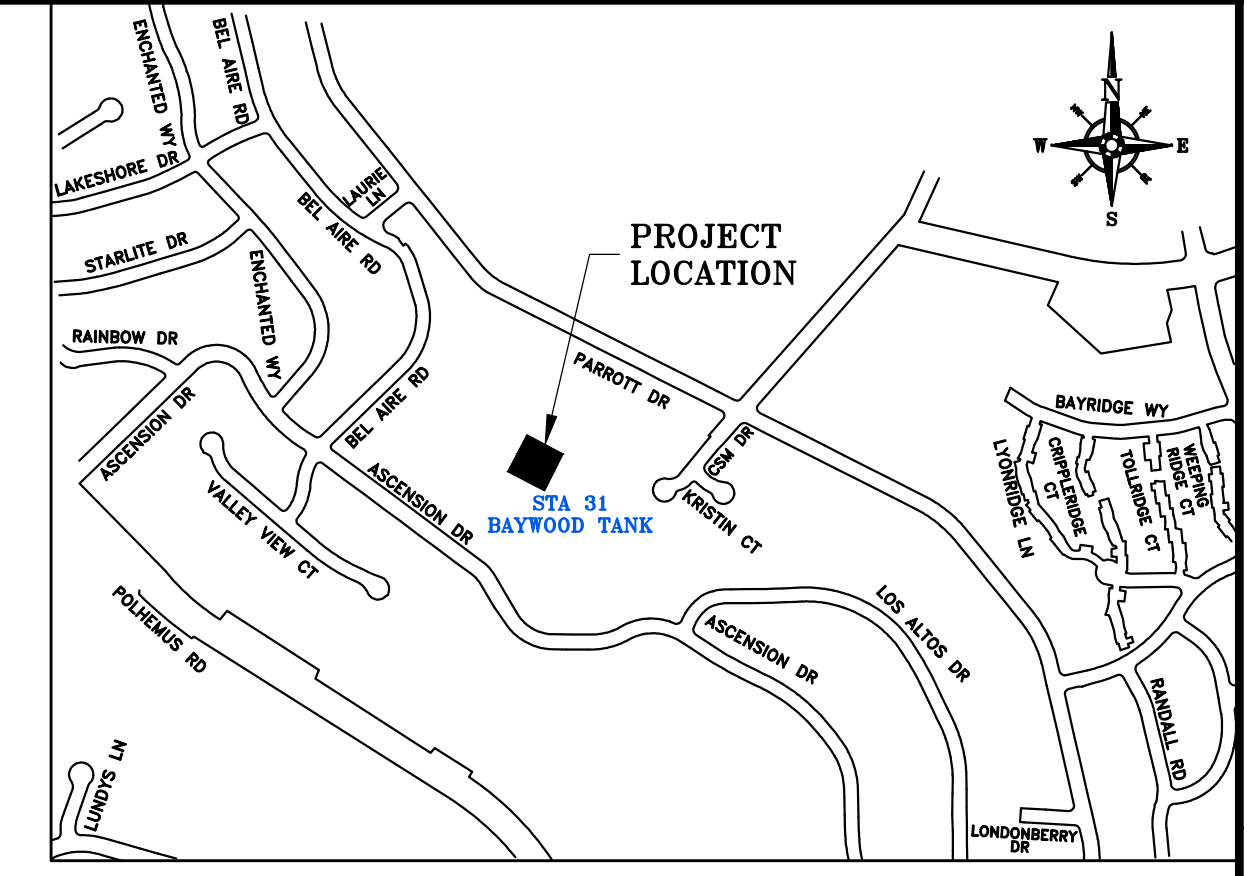 ENCHANTED WY
BEL AIRE RD
LAKESHORE DR
LAURIE
LN
N
W
E
S
STARLITE DR
BEL AIRE RD
ENCHANTED WY
PROJECT
LOCATION
RAINBOW DR
ASCENSION DR
BEL AIRE RD
PARROTT DR
BAYRIDGE WY
VALLEY VIEW CT
ASCENSION DR
STA 31
BAYWOOD TANK
CSM DR
KRISTIN CT
LYONRIDGE LN
CRIPPLERIDGE
CT
TOLLRIDGE CT
WEEPING
RIDGE CT
POLHEMUS RD
ASCENSION DR
LOS ALTOS DR
RANDALL RD
LUNDYS LN
LONDONBERRY
DR